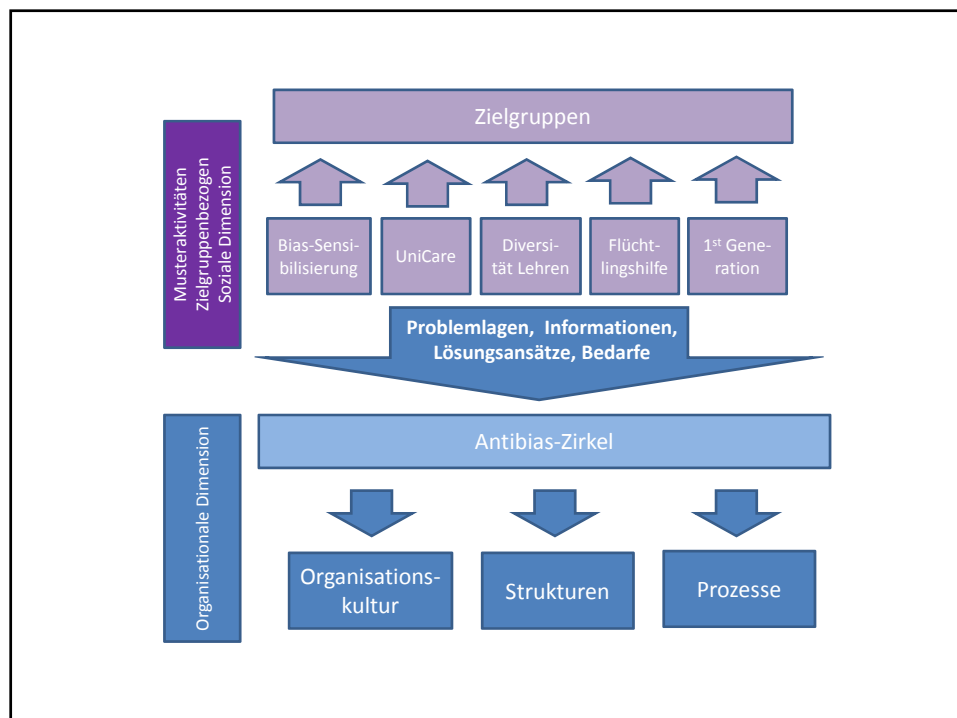 Zielgruppen
Musteraktivitäten
Zielgruppenbezogen
Soziale Dimension
Bias-Sensi-
bilisierung
UniCare
Diversi-
tät Lehren
Flücht-
lingshilfe
1st Gene-
ration
Problemlagen, Informationen,
Lösungsansätze, Bedarfe
Organisationale Dimension
Antibias-Zirkel
Organisations-
kultur
Strukturen
Prozesse